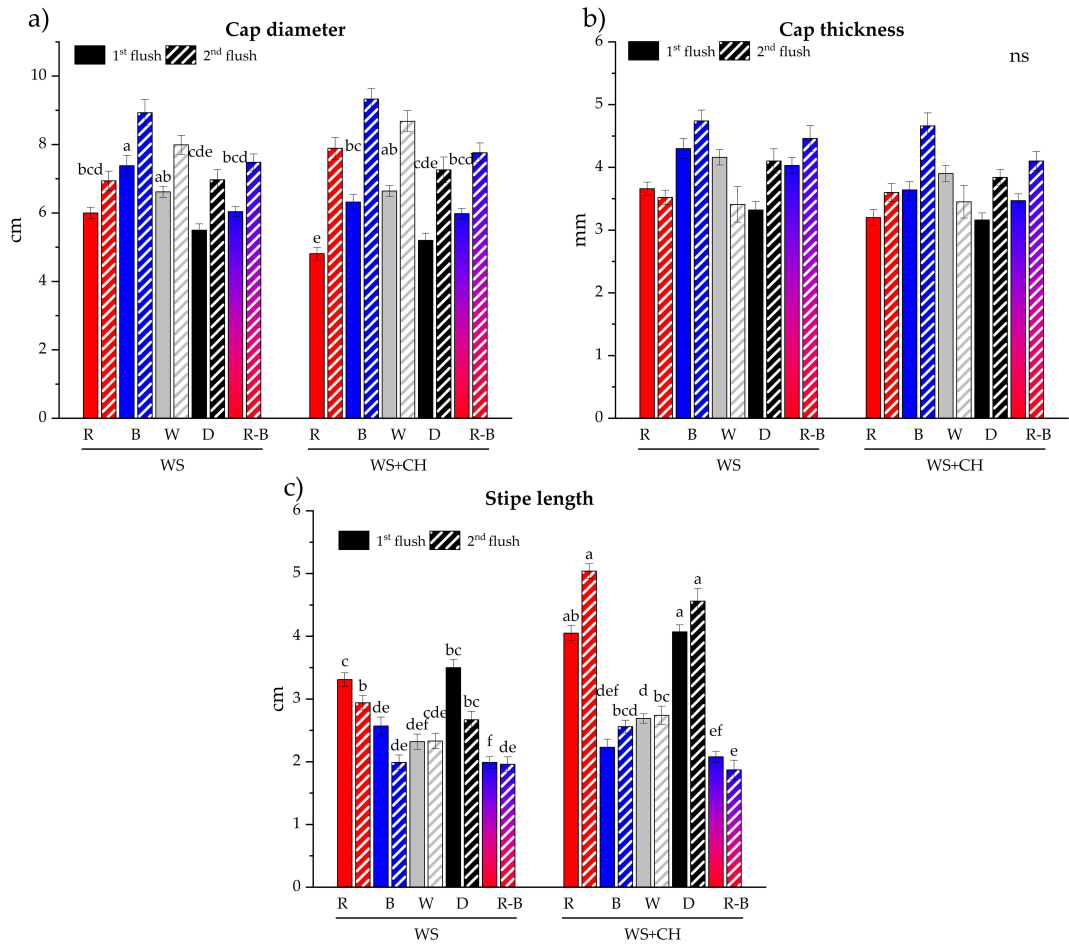 a)
Cap diameter
1st flush 2nd flush
cm
10
8
6
4
2
0
bcd a ab cde bcd
e bc ab cde bcd
R B W D R-B R B W D R-B
WS WS+CH
b)
Cap thickness
1st flush 2nd flush
ns
mm
6
5
4
3
2
1
0
R B W D R-B R B W D R-B
WS WS+CH
c)
Stipe length
1st flush 2nd flush
cm
6
5
4
3
2
1
0
c b de de def cde bc bc f de
ab a def bcd d bc a a ef e
R B W D R-B R B W D R-B
WS WS+CH